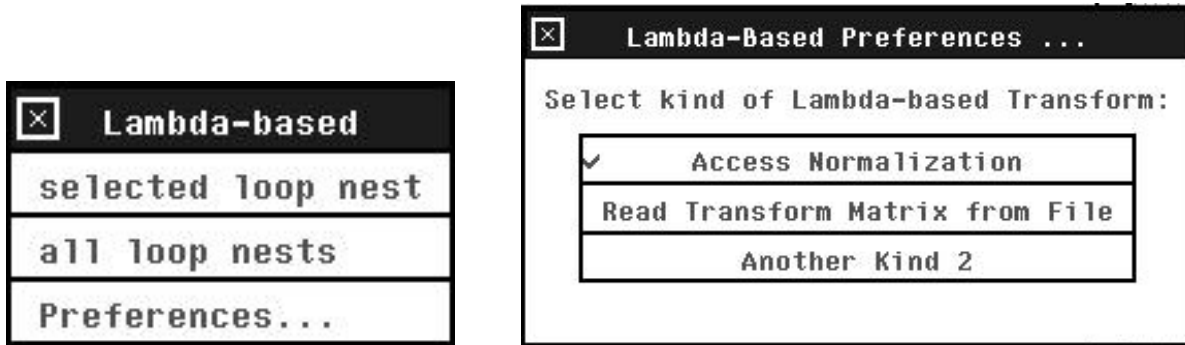 Lambda-based
selected loop nest
all loop nests
Preferences...
Lambda-Based Preferences ...
Select kind of Lambda-based Transform:
Access Normalization
Read Transform Matrix from File
Another Kind 2